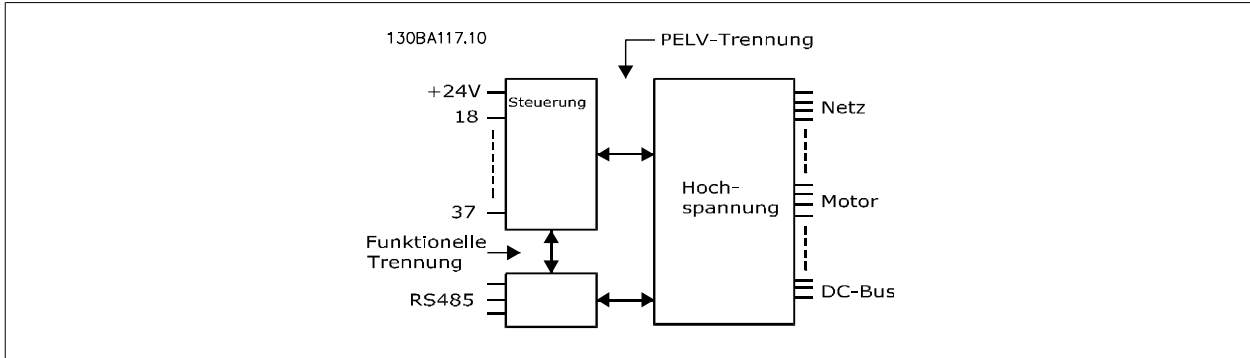 130BA117.10
PELV-Trennung
+24V
Steuerung
18
Netz
Hoch-
spannung
Motor
37
Funktionelle
Trennung
RS485
DC-Bus